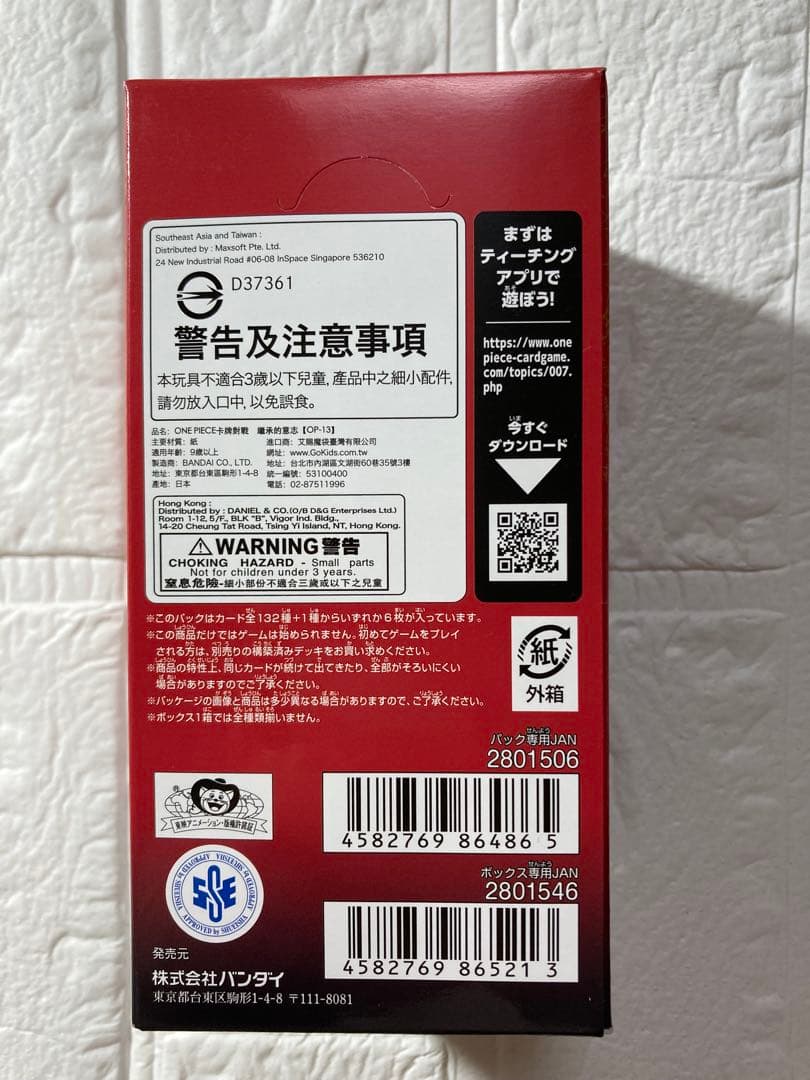 Southeast Asia and Taiwan :
Distributed by : Maxsoft Pte. Ltd.
24 New Industrial Road #06-08 InSpace Singapore 536210
D37361
警告及注意事項
本玩具不適合3歲以下兒童，產品中之細小配件，
請勿放入口中，以免誤食。
品名: ONE PIECE卡牌對戰 繼承的意志【OP-13】
主要材質: 紙
適用年齡: 9歲以上
製造商: BANDAI CO., LTD.
地址: 東京都台東區駒形1-4-8
產地: 日本
進口商: 艾賜魔袋臺灣有限公司
網址: www.GoKids.com.tw
地址: 台北市內湖區文湖街60巷35號3樓
統一編號: 53100400
電話: 02-87511996
Hong Kong :
Distributed by : DANIEL & CO.(O/B D&G Enterprises Ltd.)
Room 1-12, 5/F., BLK "B", Vigor Ind. Bldg.,
14-20 Cheung Tat Road, Tsing Yi Island, NT, Hong Kong.
WARNING 警告
CHOKING HAZARD - Small parts
Not for children under 3 years.
窒息危險-細小部份不適合三歲或以下之兒童
まずは
ティーチング
アプリで
遊ぼう!
https://www.one
piece-cardgame.
com/topics/007.
php
今すぐ
ダウンロード
※このパックはカード全132種+1種からいずれか6枚が入っています。
※この商品だけではゲームは始められません。初めてゲームをプレイ
される方は、別売りの構築済みデッキをお買い求めください。
※商品の特性上、同じカードが続けて出てきたり、全部がそろいにくい
場合がありますのでご了承ください。
※パッケージの画像と商品は多少異なる場合がありますので、ご了承ください。
※ボックス1箱では全種類揃いません。
紙
外箱
パック専用JAN
2801506
4582769 86486 5
ボックス専用JAN
2801546
4582769 86521 3
東映アニメーション・版権許諾証
APPROVED by SHUEISHA
発売元
株式会社バンダイ
東京都台東区駒形1-4-8 〒111-8081